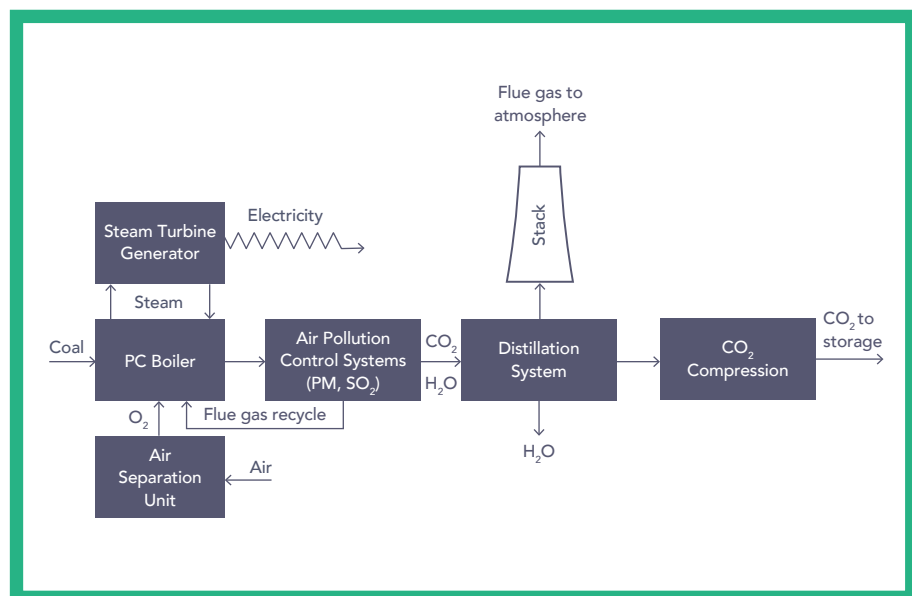 Flue gas to
atmosphere
Stack
Steam Turbine
Generator
Electricity
Steam
Coal
PC Boiler
Air Pollution
Control Systems
(PM, SO₂)
CO₂
H₂O
Distillation
System
CO₂
Compression
CO₂ to
storage
O₂
Flue gas recycle
H₂O
Air
Separation
Unit
Air